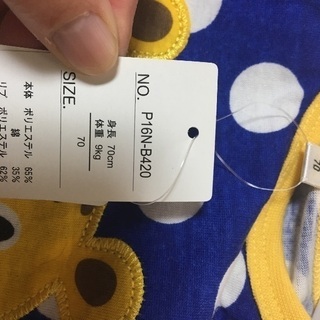 NO. P16N-B420
身長 70cm
体重 9kg
SIZE. 70
本体 ポリエステル 65%
綿 35%
リブ ポリエステル 62%
70